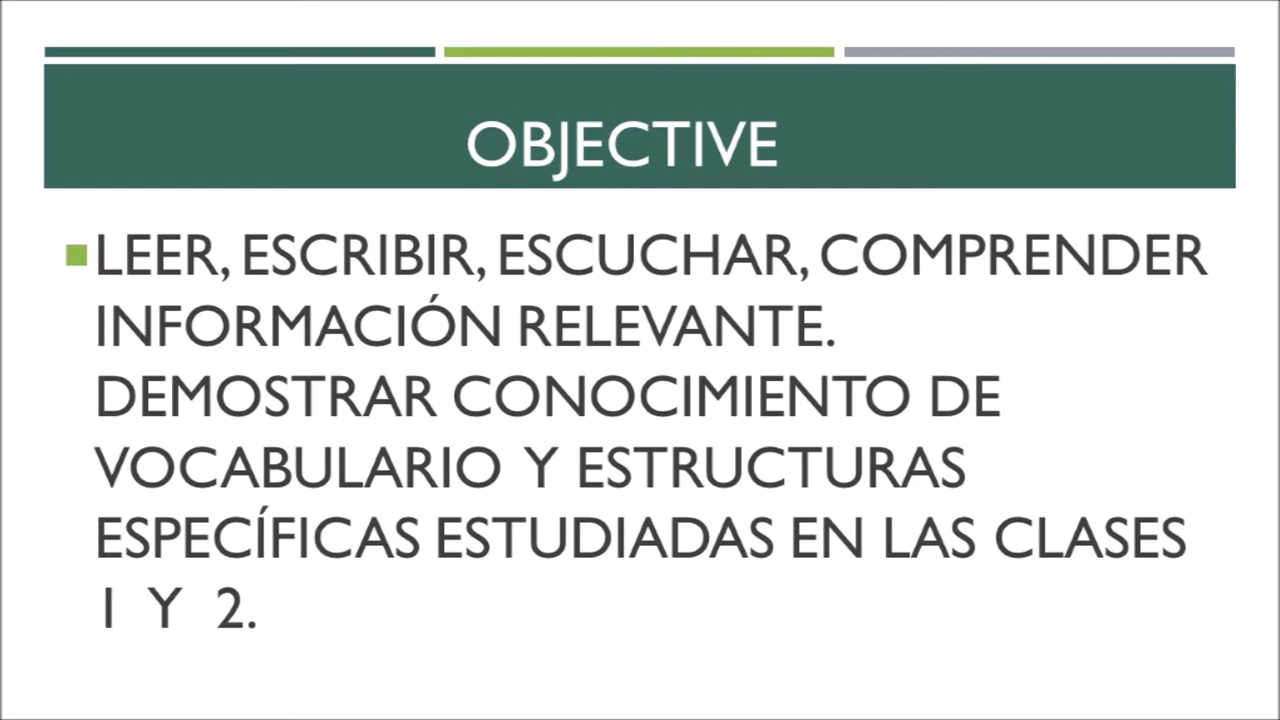 OBJECTIVE
LEER, ESCRIBIR, ESCUCHAR, COMPRENDER
INFORMACIÓN RELEVANTE.
DEMOSTRAR CONOCIMIENTO DE
VOCABULARIO Y ESTRUCTURAS
ESPECÍFICAS ESTUDIADAS EN LAS CLASES
1 Y 2.